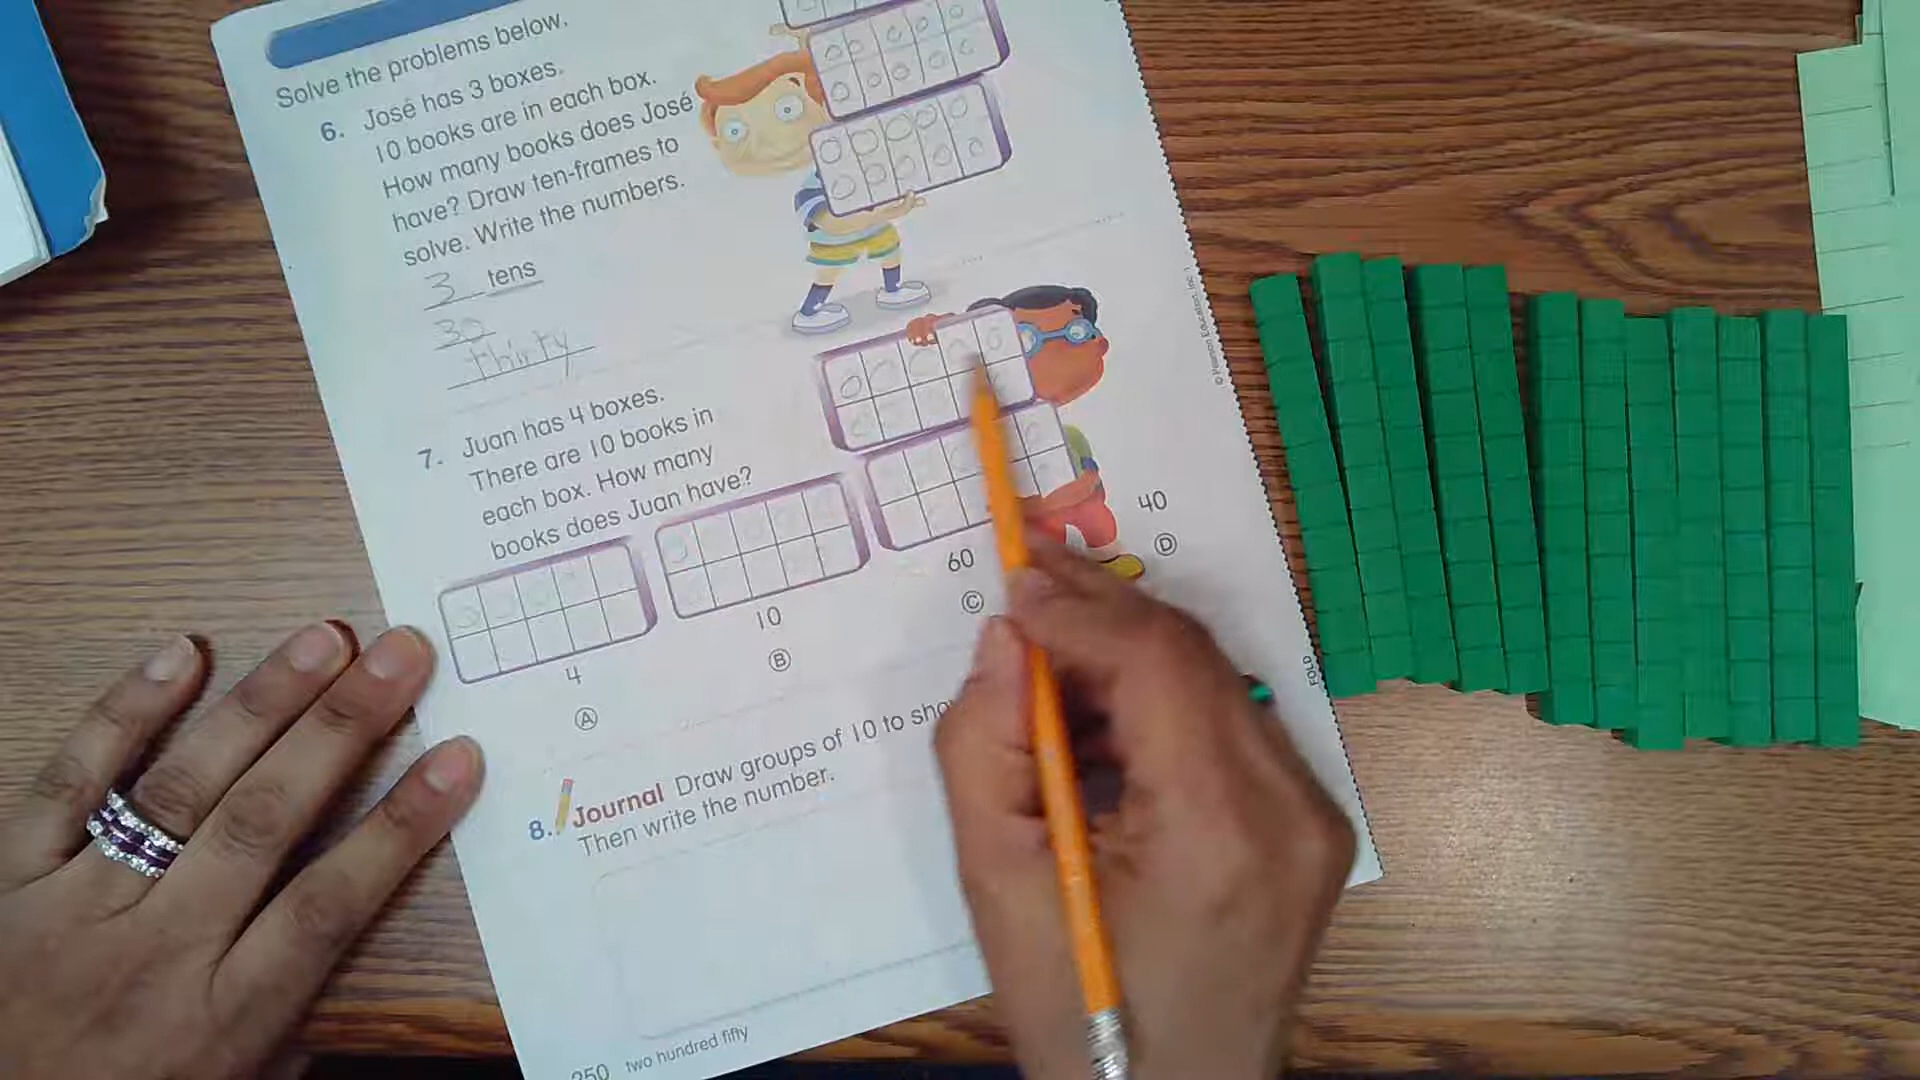 Solve the problems below.
6. José has 3 boxes.
10 books are in each box.
How many books does José
have? Draw ten-frames to
solve. Write the numbers.
3 tens
30
thirty
7. Juan has 4 boxes.
There are 10 books in
each box. How many
books does Juan have?
4
10
60
40
Ⓐ
Ⓑ
Ⓒ
Ⓓ
8. Journal Draw groups of 10 to
Then write the number.
250 two hundred fifty
© Pearson Education, Inc.
FOLD